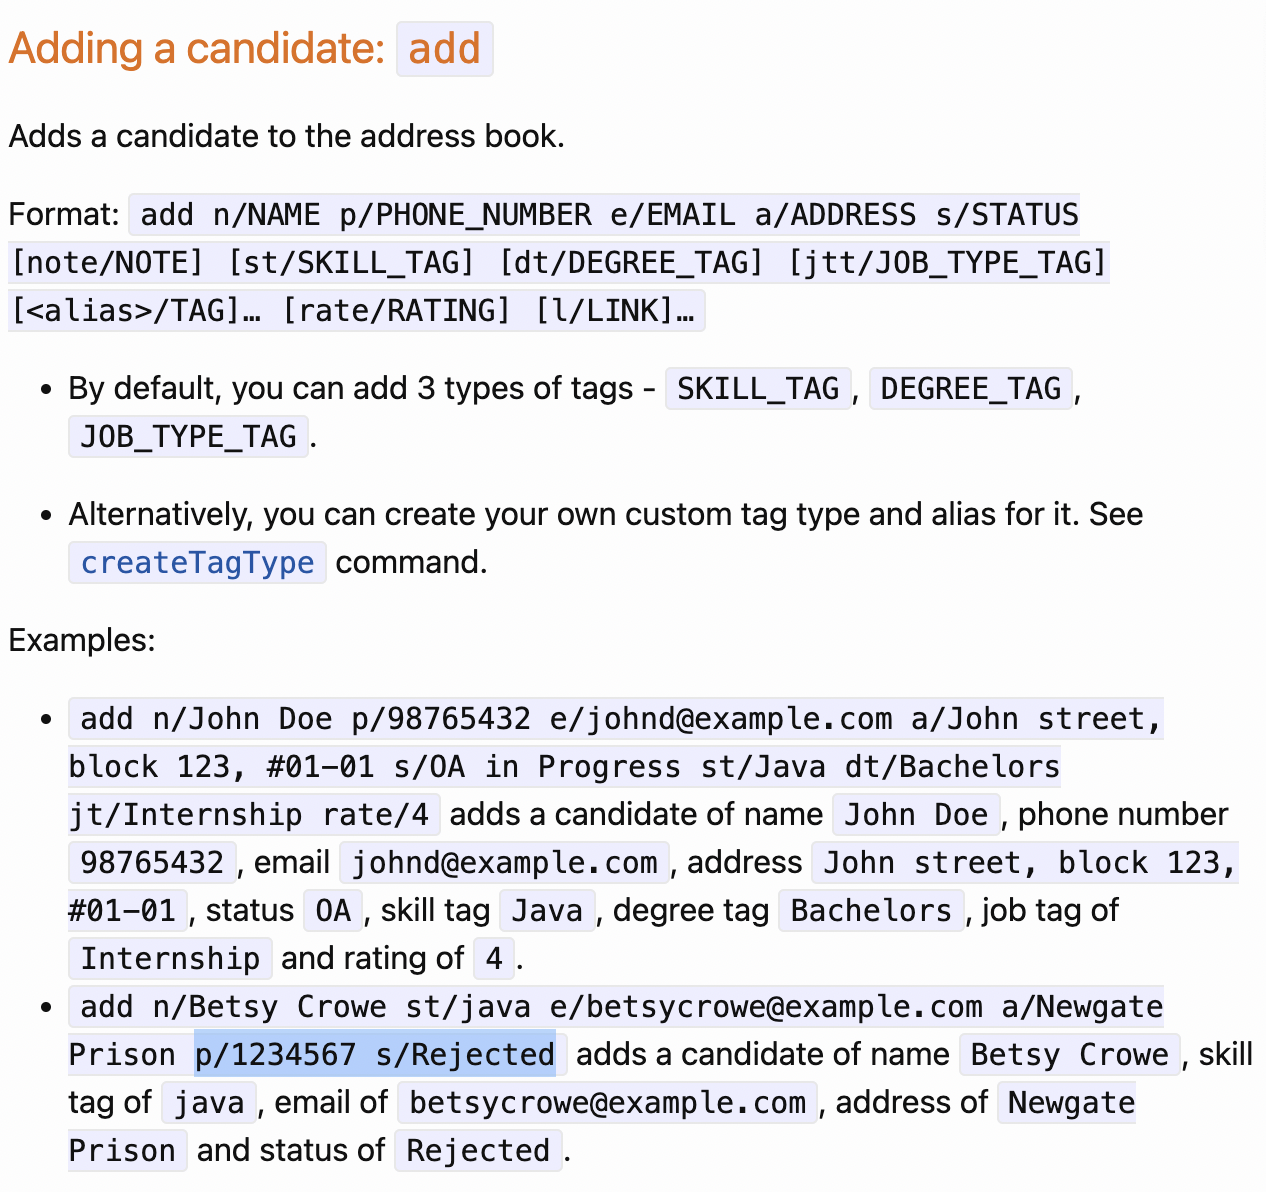 Adding a candidate: add
Adds a candidate to the address book.
Format: add n/NAME p/PHONE_NUMBER e/EMAIL a/ADDRESS s/STATUS
[note/NOTE] [st/SKILL_TAG] [dt/DEGREE_TAG] [jtt/JOB_TYPE_TAG]
[<alias>/TAG]… [rate/RATING] [l/LINK]…
• By default, you can add 3 types of tags - SKILL_TAG, DEGREE_TAG,
JOB_TYPE_TAG.
• Alternatively, you can create your own custom tag type and alias for it. See
createTagType command.
Examples:
• add n/John Doe p/98765432 e/johnd@example.com a/John street,
block 123, #01-01 s/OA in Progress st/Java dt/Bachelors
jt/Internship rate/4 adds a candidate of name John Doe, phone number
98765432, email johnd@example.com, address John street, block 123,
#01-01, status OA, skill tag Java, degree tag Bachelors, job tag of
Internship and rating of 4.
• add n/Betsy Crowe st/java e/betsycrowe@example.com a/Newgate
Prison p/1234567 s/Rejected adds a candidate of name Betsy Crowe, skill
tag of java, email of betsycrowe@example.com, address of Newgate
Prison and status of Rejected.